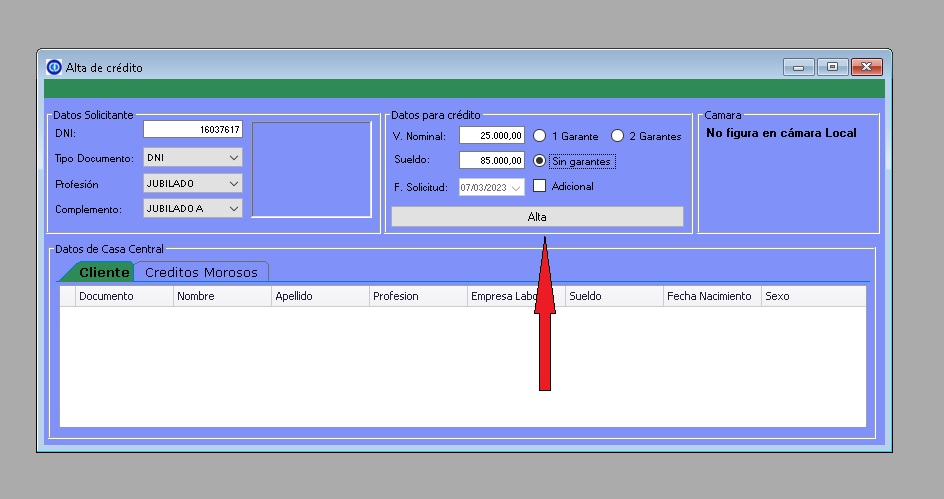 Alta de crédito
Datos Solicitante
DNI: 16037617
Tipo Documento: DNI
Profesión JUBILADO
Complemento: JUBILADO A
Datos para crédito
V. Nominal: 25.000,00 1 Garante 2 Garantes
Sueldo: 85.000,00 Sin garantes
F. Solicitud: 07/03/2023 Adicional
Alta
Camara
No figura en cámara Local
Datos de Casa Central
Cliente Creditos Morosos
Documento Nombre Apellido Profesion Empresa Sueldo Fecha Nacimiento Sexo